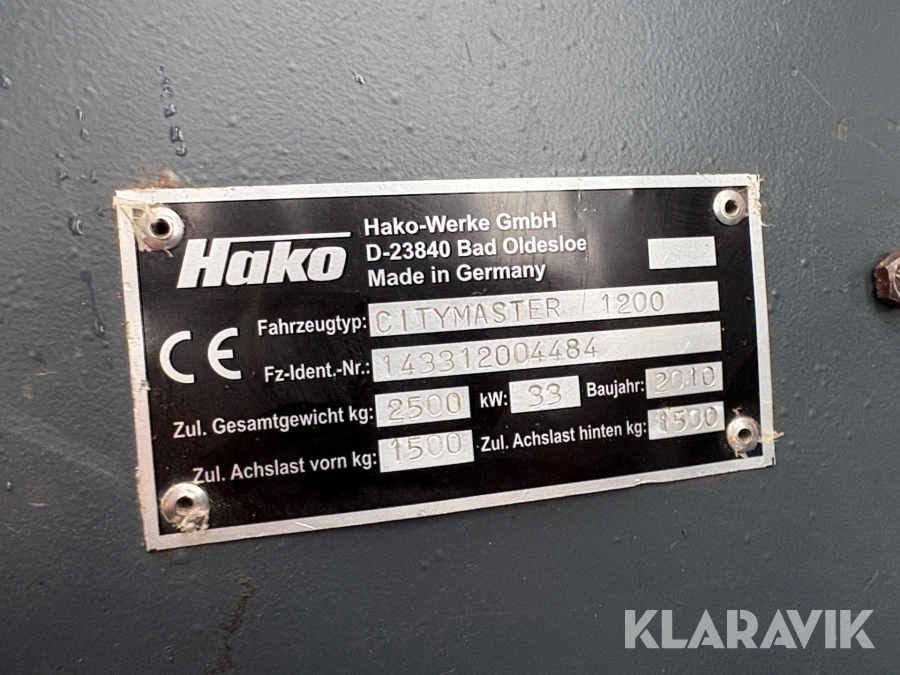 Hako
Hako-Werke GmbH
D-23840 Bad Oldesloe
Made in Germany
CE
Fahrzeugtyp: CITYMASTER / 1200
Fz-Ident.-Nr.: 143312004484
Zul. Gesamtgewicht kg: 2500 kW: 33 Baujahr: 2010
Zul. Achslast vorn kg: 1500 Zul. Achslast hinten kg: 1500
KLARAVIK